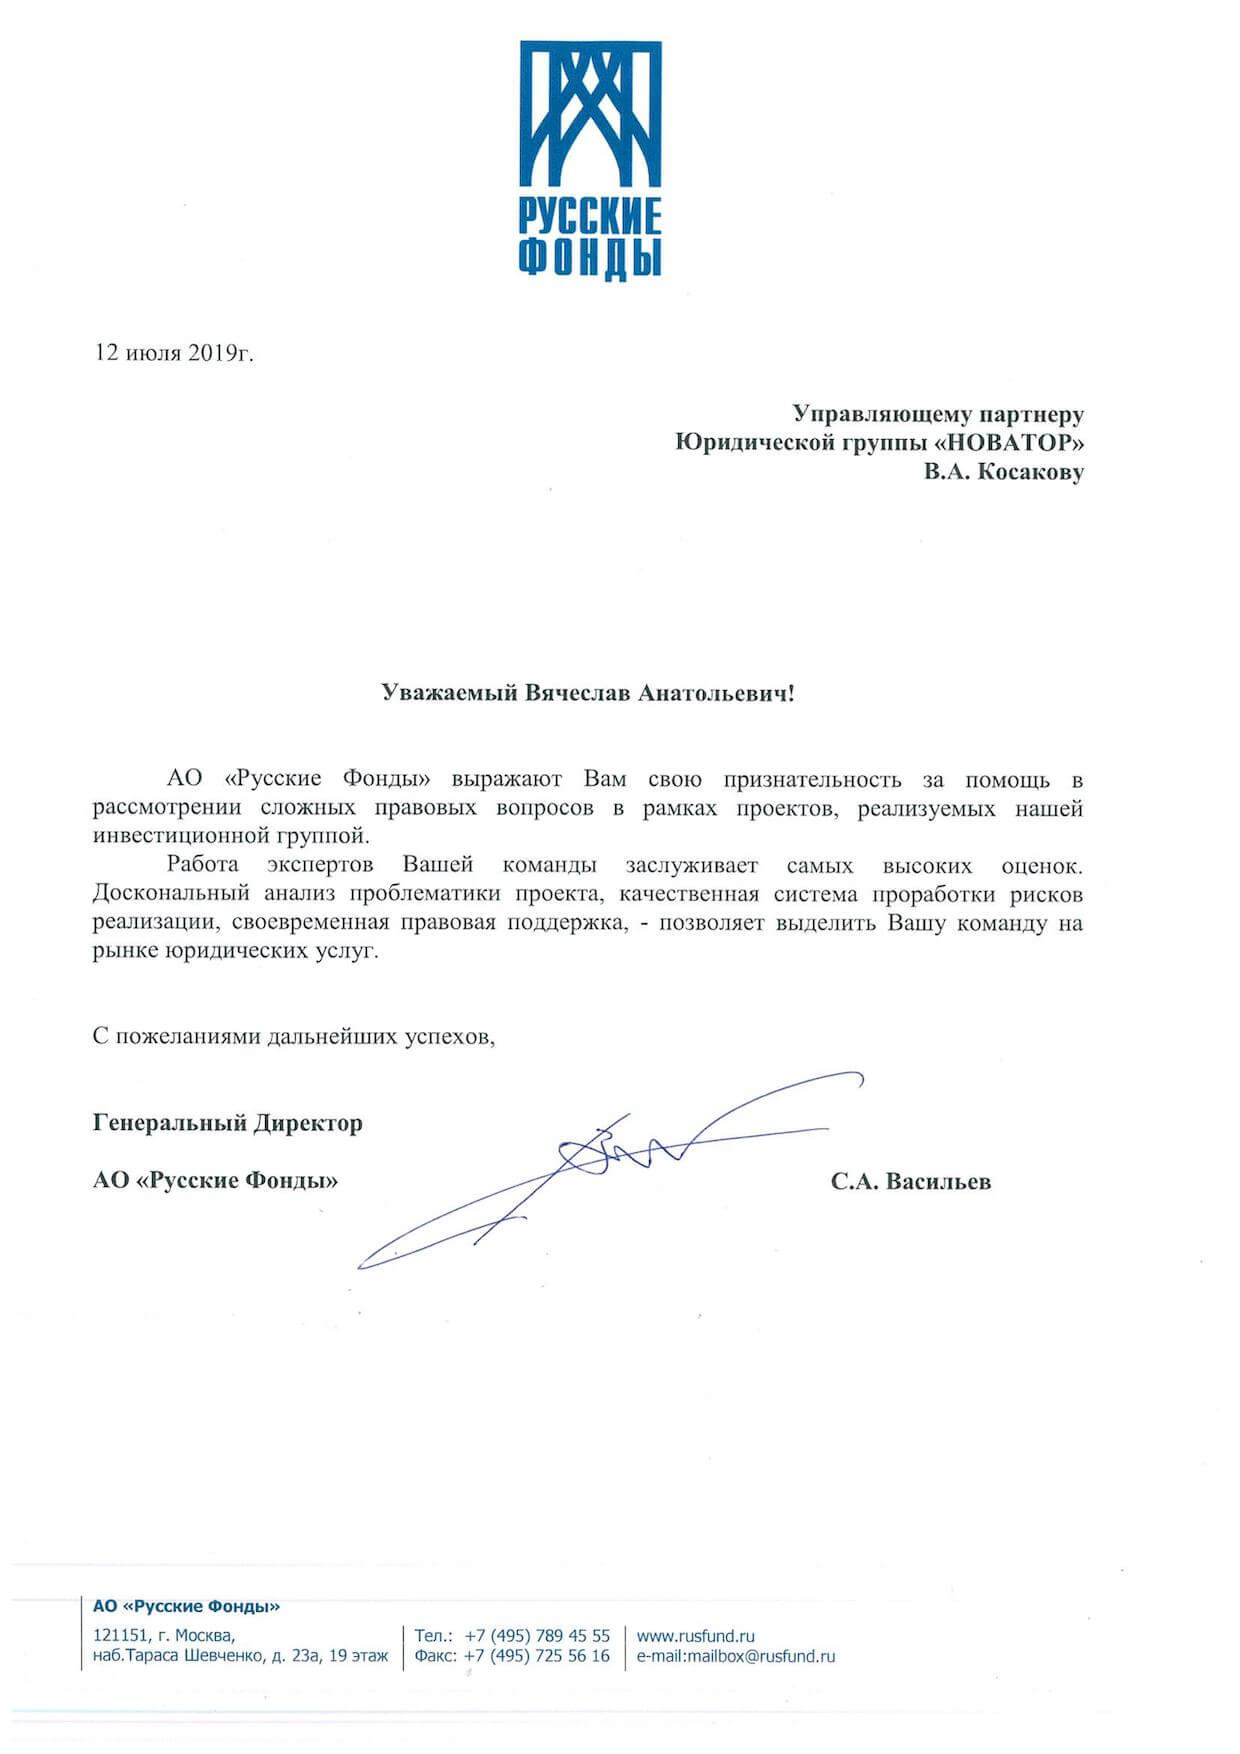 РУССКИЕ
ФОНДЫ
12 июля 2019г.
Управляющему партнеру
Юридической группы «НОВАТОР»
В.А. Косакову
Уважаемый Вячеслав Анатольевич!
АО «Русские Фонды» выражают Вам свою признательность за помощь в
рассмотрении сложных правовых вопросов в рамках проектов, реализуемых нашей
инвестиционной группой.
Работа экспертов Вашей команды заслуживает самых высоких оценок.
Доскональный анализ проблематики проекта, качественная система проработки рисков
реализации, своевременная правовая поддержка, - позволяет выделить Вашу команду на
рынке юридических услуг.
С пожеланиями дальнейших успехов,
Генеральный Директор
АО «Русские Фонды»
С.А. Васильев
АО «Русские Фонды»
121151, г. Москва,
наб.Тараса Шевченко, д. 23а, 19 этаж
Тел.: +7 (495) 789 45 55
Факс: +7 (495) 725 56 16
www.rusfund.ru
e-mail:mailbox@rusfund.ru